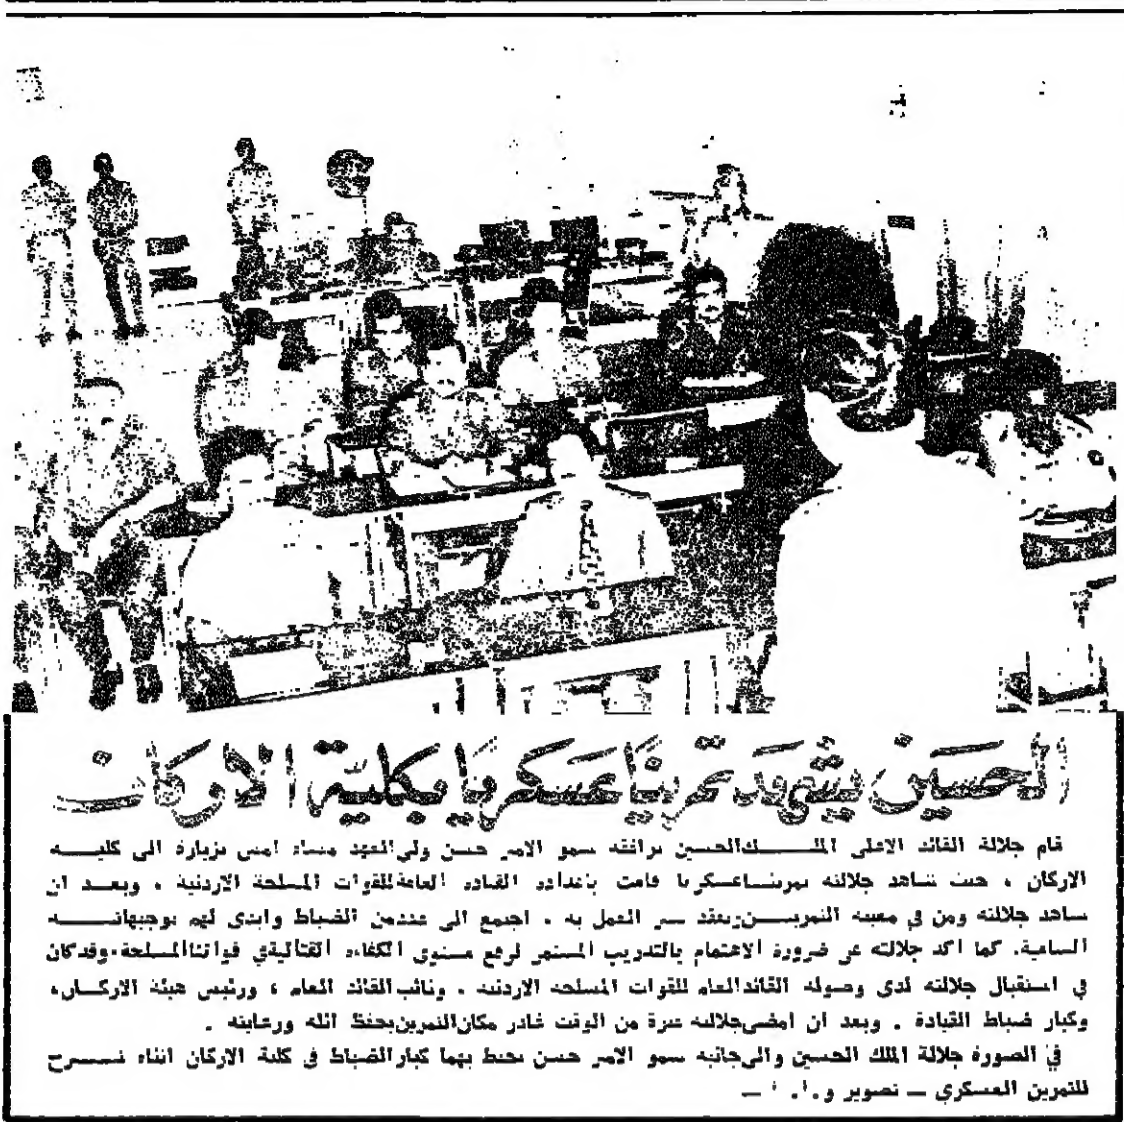 الحسين يشهد تمرينا عسكريا بكلية الاركان
قام جلالة القائد الاعلى الملك الحسين يرافقه سمو الامير حسن ولي العهد مساء امس بزيارة الى كلية
الاركان ، حيث شاهد جلالته تمرينا عسكريا قامت باعداده القيادة العامة للقوات المسلحة الاردنية ، وبعد ان
شاهد جلالته ومن في معيته التمرين وتفقد سير العمل به ، اجتمع الى عدد من الضباط وابدى لهم توجيهاته
السامية. كما اكد جلالته عن ضرورة الاهتمام بالتدريب المستمر لرفع مستوى الكفاءة القتالية في قواتنا المسلحة. وقد كان
في استقبال جلالته لدى وصوله القائد العام للقوات المسلحة الاردنية ، ونائب القائد العام ، ورئيس هيئة الاركان،
وكبار ضباط القيادة . وبعد ان امضى جلالته فترة من الوقت غادر مكان التمرين بحفظ الله ورعايته .
في الصورة جلالة الملك الحسين والى جانبه سمو الامير حسن يحيط بهما كبار الضباط في كلية الاركان اثناء شرح
للتمرين العسكري — تصوير و.أ. —